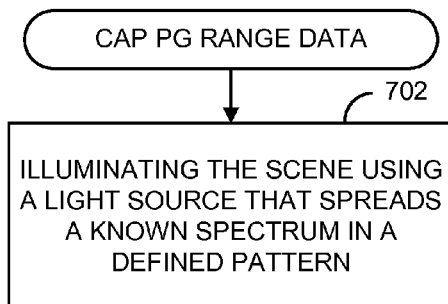 CAP PG RANGE DATA
702
ILLUMINATING THE SCENE USING
A LIGHT SOURCE THAT SPREADS
A KNOWN SPECTRUM IN A
DEFINED PATTERN